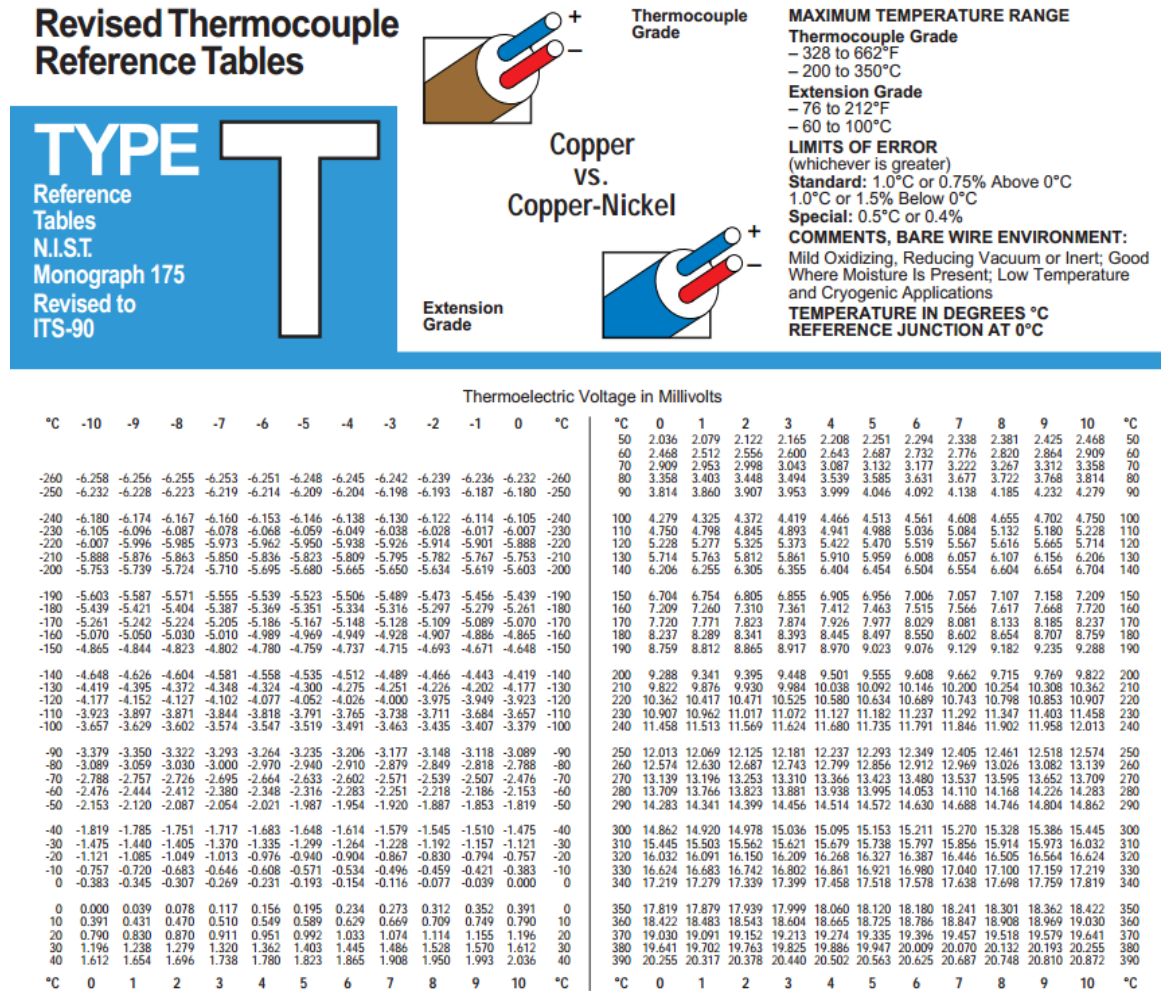 Revised Thermocouple
Reference Tables
TYPE T
Reference
Tables
N.I.S.T.
Monograph 175
Revised to
ITS-90
+
–
Thermocouple
Grade
Copper
vs.
Copper-Nickel
+
–
Extension
Grade
MAXIMUM TEMPERATURE RANGE
Thermocouple Grade
– 328 to 662°F
– 200 to 350°C
Extension Grade
– 76 to 212°F
– 60 to 100°C
LIMITS OF ERROR
(whichever is greater)
Standard: 1.0°C or 0.75% Above 0°C
1.0°C or 1.5% Below 0°C
Special: 0.5°C or 0.4%
COMMENTS, BARE WIRE ENVIRONMENT:
Mild Oxidizing, Reducing Vacuum or Inert; Good
Where Moisture Is Present; Low Temperature
and Cryogenic Applications
TEMPERATURE IN DEGREES °C
REFERENCE JUNCTION AT 0°C
Thermoelectric Voltage in Millivolts
°C -10 -9 -8 -7 -6 -5 -4 -3 -2 -1 0 °C
-260 -6.258 -6.256 -6.255 -6.253 -6.251 -6.248 -6.245 -6.242 -6.239 -6.236 -6.232 -260
-250 -6.232 -6.228 -6.223 -6.219 -6.214 -6.209 -6.204 -6.198 -6.193 -6.187 -6.180 -250
-240 -6.180 -6.174 -6.167 -6.160 -6.153 -6.146 -6.138 -6.130 -6.122 -6.114 -6.105 -240
-230 -6.105 -6.096 -6.087 -6.078 -6.068 -6.059 -6.049 -6.038 -6.028 -6.017 -6.007 -230
-220 -6.007 -5.996 -5.985 -5.973 -5.962 -5.950 -5.938 -5.926 -5.914 -5.901 -5.888 -220
-210 -5.888 -5.876 -5.863 -5.850 -5.836 -5.823 -5.809 -5.795 -5.782 -5.767 -5.753 -210
-200 -5.753 -5.739 -5.724 -5.710 -5.695 -5.680 -5.665 -5.650 -5.634 -5.619 -5.603 -200
-190 -5.603 -5.587 -5.571 -5.555 -5.539 -5.523 -5.506 -5.489 -5.473 -5.456 -5.439 -190
-180 -5.439 -5.421 -5.404 -5.387 -5.369 -5.351 -5.334 -5.316 -5.297 -5.279 -5.261 -180
-170 -5.261 -5.242 -5.224 -5.205 -5.186 -5.167 -5.148 -5.128 -5.109 -5.089 -5.070 -170
-160 -5.070 -5.050 -5.030 -5.010 -4.989 -4.969 -4.949 -4.928 -4.907 -4.886 -4.865 -160
-150 -4.865 -4.844 -4.823 -4.802 -4.780 -4.759 -4.737 -4.715 -4.693 -4.671 -4.648 -150
-140 -4.648 -4.626 -4.604 -4.581 -4.558 -4.535 -4.512 -4.489 -4.466 -4.443 -4.419 -140
-130 -4.419 -4.395 -4.372 -4.348 -4.324 -4.300 -4.275 -4.251 -4.226 -4.202 -4.177 -130
-120 -4.177 -4.152 -4.127 -4.102 -4.077 -4.052 -4.026 -4.000 -3.975 -3.949 -3.923 -120
-110 -3.923 -3.897 -3.871 -3.844 -3.818 -3.791 -3.765 -3.738 -3.711 -3.684 -3.657 -110
-100 -3.657 -3.629 -3.602 -3.574 -3.547 -3.519 -3.491 -3.463 -3.435 -3.407 -3.379 -100
-90 -3.379 -3.350 -3.322 -3.293 -3.264 -3.235 -3.206 -3.177 -3.148 -3.118 -3.089 -90
-80 -3.089 -3.059 -3.030 -3.000 -2.970 -2.940 -2.910 -2.879 -2.849 -2.818 -2.788 -80
-70 -2.788 -2.757 -2.726 -2.695 -2.664 -2.633 -2.602 -2.571 -2.539 -2.507 -2.476 -70
-60 -2.476 -2.444 -2.412 -2.380 -2.348 -2.316 -2.283 -2.251 -2.218 -2.186 -2.153 -60
-50 -2.153 -2.120 -2.087 -2.054 -2.021 -1.987 -1.954 -1.920 -1.887 -1.853 -1.819 -50
-40 -1.819 -1.785 -1.751 -1.717 -1.683 -1.648 -1.614 -1.579 -1.545 -1.510 -1.475 -40
-30 -1.475 -1.440 -1.405 -1.370 -1.335 -1.299 -1.264 -1.228 -1.192 -1.157 -1.121 -30
-20 -1.121 -1.085 -1.049 -1.013 -0.976 -0.940 -0.904 -0.867 -0.830 -0.794 -0.757 -20
-10 -0.757 -0.720 -0.683 -0.646 -0.608 -0.571 -0.534 -0.496 -0.459 -0.421 -0.383 -10
0 -0.383 -0.345 -0.307 -0.269 -0.231 -0.193 -0.154 -0.116 -0.077 -0.039 0.000 0
0 0.000 0.039 0.078 0.117 0.156 0.195 0.234 0.273 0.312 0.352 0.391 0
10 0.391 0.431 0.470 0.510 0.549 0.589 0.629 0.669 0.709 0.749 0.790 10
20 0.790 0.830 0.870 0.911 0.951 0.992 1.033 1.074 1.114 1.155 1.196 20
30 1.196 1.238 1.279 1.320 1.362 1.403 1.445 1.486 1.528 1.570 1.612 30
40 1.612 1.654 1.696 1.738 1.780 1.823 1.865 1.908 1.950 1.993 2.036 40
°C 0 1 2 3 4 5 6 7 8 9 10 °C
°C 0 1 2 3 4 5 6 7 8 9 10 °C
50 2.036 2.079 2.122 2.165 2.208 2.251 2.294 2.338 2.381 2.425 2.468 50
60 2.468 2.512 2.556 2.600 2.643 2.687 2.732 2.776 2.820 2.864 2.909 60
70 2.909 2.953 2.998 3.043 3.087 3.132 3.177 3.222 3.267 3.312 3.358 70
80 3.358 3.403 3.448 3.494 3.539 3.585 3.631 3.677 3.722 3.768 3.814 80
90 3.814 3.860 3.907 3.953 3.999 4.046 4.092 4.138 4.185 4.232 4.279 90
100 4.279 4.325 4.372 4.419 4.466 4.513 4.561 4.608 4.655 4.702 4.750 100
110 4.750 4.798 4.845 4.893 4.941 4.988 5.036 5.084 5.132 5.180 5.228 110
120 5.228 5.277 5.325 5.373 5.422 5.470 5.519 5.567 5.616 5.665 5.714 120
130 5.714 5.763 5.812 5.861 5.910 5.959 6.008 6.057 6.107 6.156 6.206 130
140 6.206 6.255 6.305 6.355 6.404 6.454 6.504 6.554 6.604 6.654 6.704 140
150 6.704 6.754 6.805 6.855 6.905 6.956 7.006 7.057 7.107 7.158 7.209 150
160 7.209 7.260 7.310 7.361 7.412 7.463 7.515 7.566 7.617 7.668 7.720 160
170 7.720 7.771 7.823 7.874 7.926 7.977 8.029 8.081 8.133 8.185 8.237 170
180 8.237 8.289 8.341 8.393 8.445 8.497 8.550 8.602 8.654 8.707 8.759 180
190 8.759 8.812 8.865 8.917 8.970 9.023 9.076 9.129 9.182 9.235 9.288 190
200 9.288 9.341 9.395 9.448 9.501 9.555 9.608 9.662 9.715 9.769 9.822 200
210 9.822 9.876 9.930 9.984 10.038 10.092 10.146 10.200 10.254 10.308 10.362 210
220 10.362 10.417 10.471 10.525 10.580 10.634 10.689 10.743 10.798 10.853 10.907 220
230 10.907 10.962 11.017 11.072 11.127 11.182 11.237 11.292 11.347 11.403 11.458 230
240 11.458 11.513 11.569 11.624 11.680 11.735 11.791 11.846 11.902 11.958 12.013 240
250 12.013 12.069 12.125 12.181 12.237 12.293 12.349 12.405 12.461 12.518 12.574 250
260 12.574 12.630 12.687 12.743 12.799 12.856 12.912 12.969 13.026 13.082 13.139 260
270 13.139 13.196 13.253 13.310 13.366 13.423 13.480 13.537 13.595 13.652 13.709 270
280 13.709 13.766 13.823 13.881 13.938 13.995 14.053 14.110 14.168 14.226 14.283 280
290 14.283 14.341 14.399 14.456 14.514 14.572 14.630 14.688 14.746 14.804 14.862 290
300 14.862 14.920 14.978 15.036 15.095 15.153 15.211 15.270 15.328 15.386 15.445 300
310 15.445 15.503 15.562 15.621 15.679 15.738 15.797 15.856 15.914 15.973 16.032 310
320 16.032 16.091 16.150 16.209 16.268 16.327 16.387 16.446 16.505 16.564 16.624 320
330 16.624 16.683 16.742 16.802 16.861 16.921 16.980 17.040 17.100 17.159 17.219 330
340 17.219 17.279 17.339 17.399 17.458 17.518 17.578 17.638 17.698 17.759 17.819 340
350 17.819 17.879 17.939 17.999 18.060 18.120 18.180 18.241 18.301 18.362 18.422 350
360 18.422 18.483 18.543 18.604 18.665 18.725 18.786 18.847 18.908 18.969 19.030 360
370 19.030 19.091 19.152 19.213 19.274 19.335 19.396 19.457 19.518 19.579 19.641 370
380 19.641 19.702 19.763 19.825 19.886 19.947 20.009 20.070 20.132 20.193 20.255 380
390 20.255 20.317 20.378 20.440 20.502 20.563 20.625 20.687 20.748 20.810 20.872 390
°C 0 1 2 3 4 5 6 7 8 9 10 °C